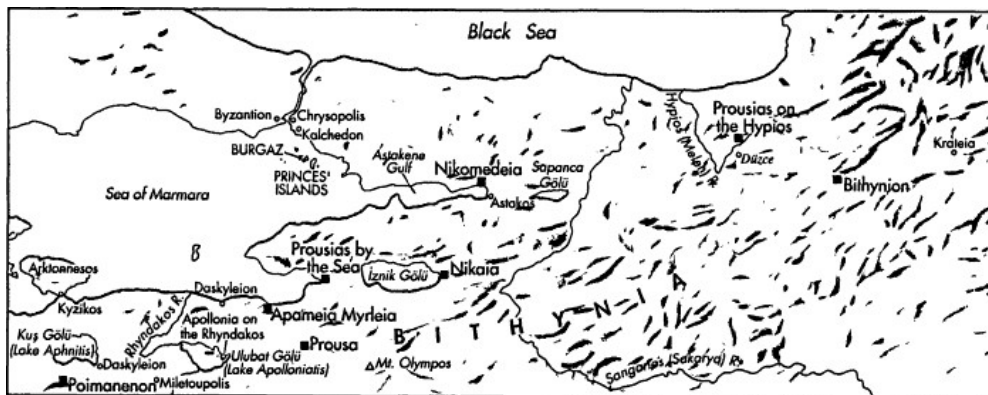 Black Sea
Byzantion
Chrysopolis
Kalchedon
BURGAZ
PRINCES'
ISLANDS
Astakene
Gulf
Nikomedeia
Sapanca
Gölü
Astakos
Hypios (Melen)
Prousias on
the Hypios
Düzce
Krateia
Bithynion
Sea of Marmara
Prousias by
the Sea
İznik Gölü
Nikaia
Arktonnesos
Kyzikos
Daskyleion
Rhyndakos R.
Apollonia on
the Rhyndakos
Apameia Myrleia
BITHYNIA
Kuş Gölü
(Lake Aphnitis)
Daskyleion
Ulubat Gölü
(Lake Apolloniatis)
Prousa
Mt. Olympos
Sangarios (Sakarya) R.
Poimanenon
Miletoupolis